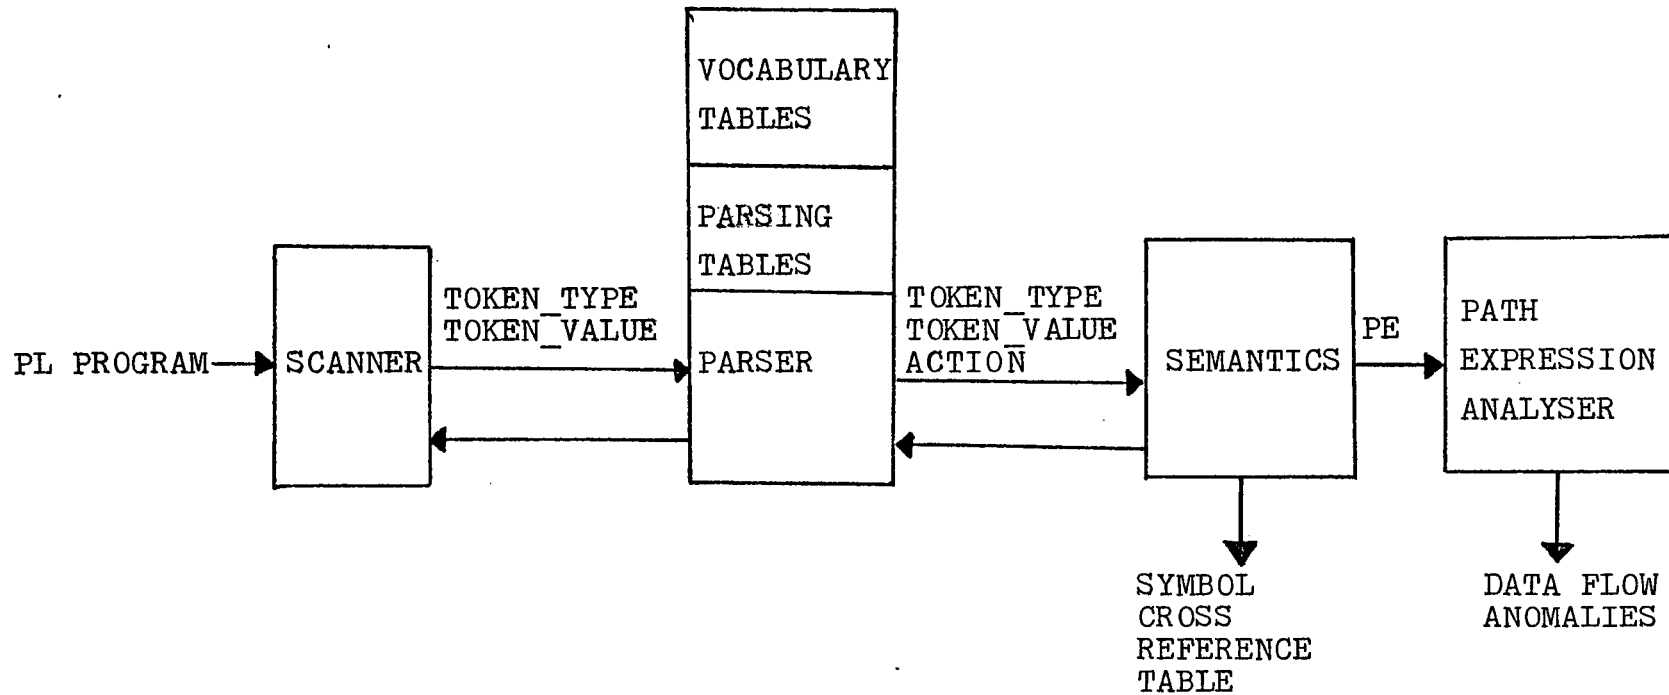 VOCABULARY
TABLES
PARSING
TABLES
TOKEN_TYPE
TOKEN_VALUE
TOKEN_TYPE
TOKEN_VALUE
ACTION
PL PROGRAM
SCANNER
PARSER
SEMANTICS
PE
PATH
EXPRESSION
ANALYSER
SYMBOL
CROSS
REFERENCE
TABLE
DATA FLOW
ANOMALIES